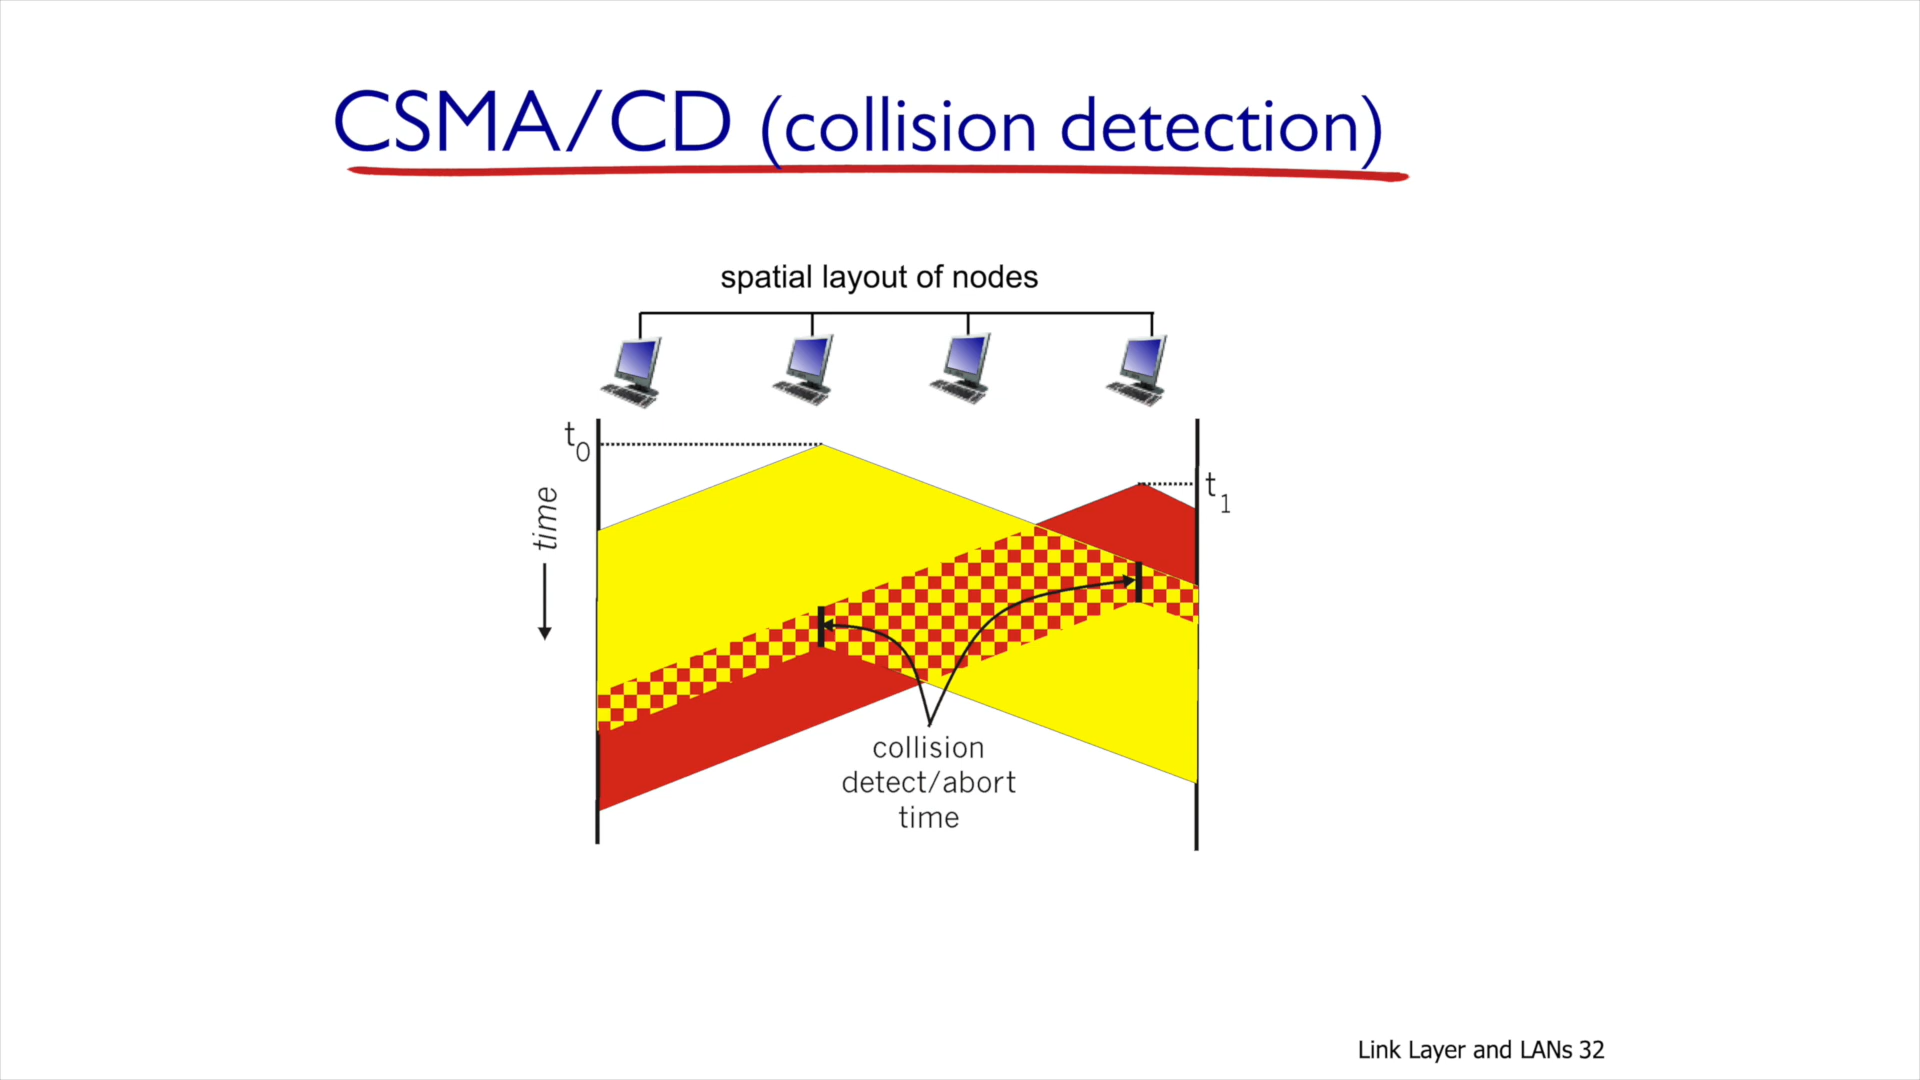 CSMA/CD (collision detection)
spatial layout of nodes
t0
t1
time
collision
detect/abort
time
Link Layer and LANs 32